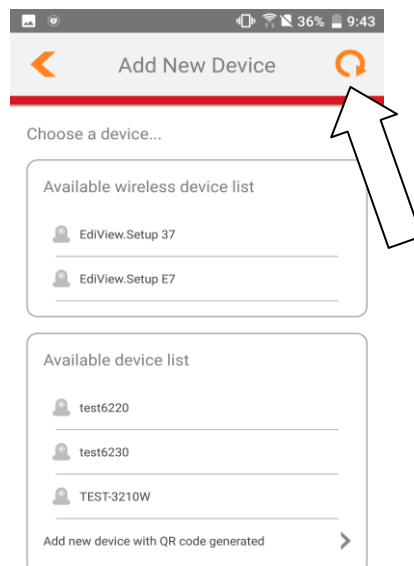 36% 9:43
Add New Device
Choose a device...
Available wireless device list
EdiView.Setup 37
EdiView.Setup E7
Available device list
test6220
test6230
TEST-3210W
Add new device with QR code generated